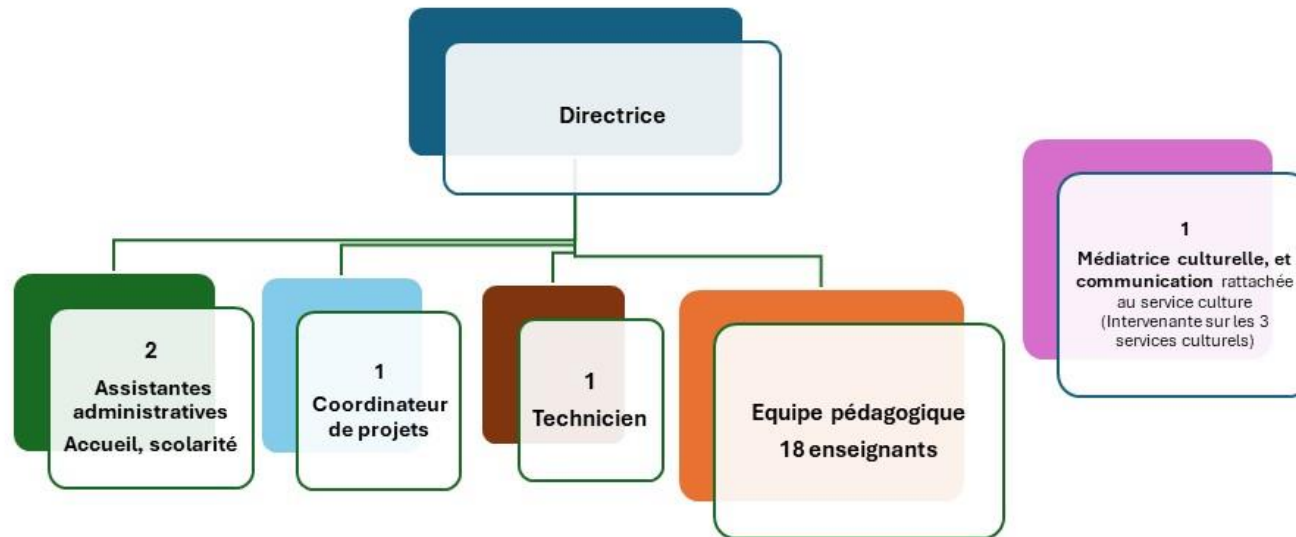 Directrice
2
Assistantes
administratives
Accueil, scolarité
1
Coordinateur
de projets
1
Technicien
Equipe pédagogique
18 enseignants
1
Médiatrice culturelle, et
communication rattachée
au service culture
(Intervenante sur les 3
services culturels)